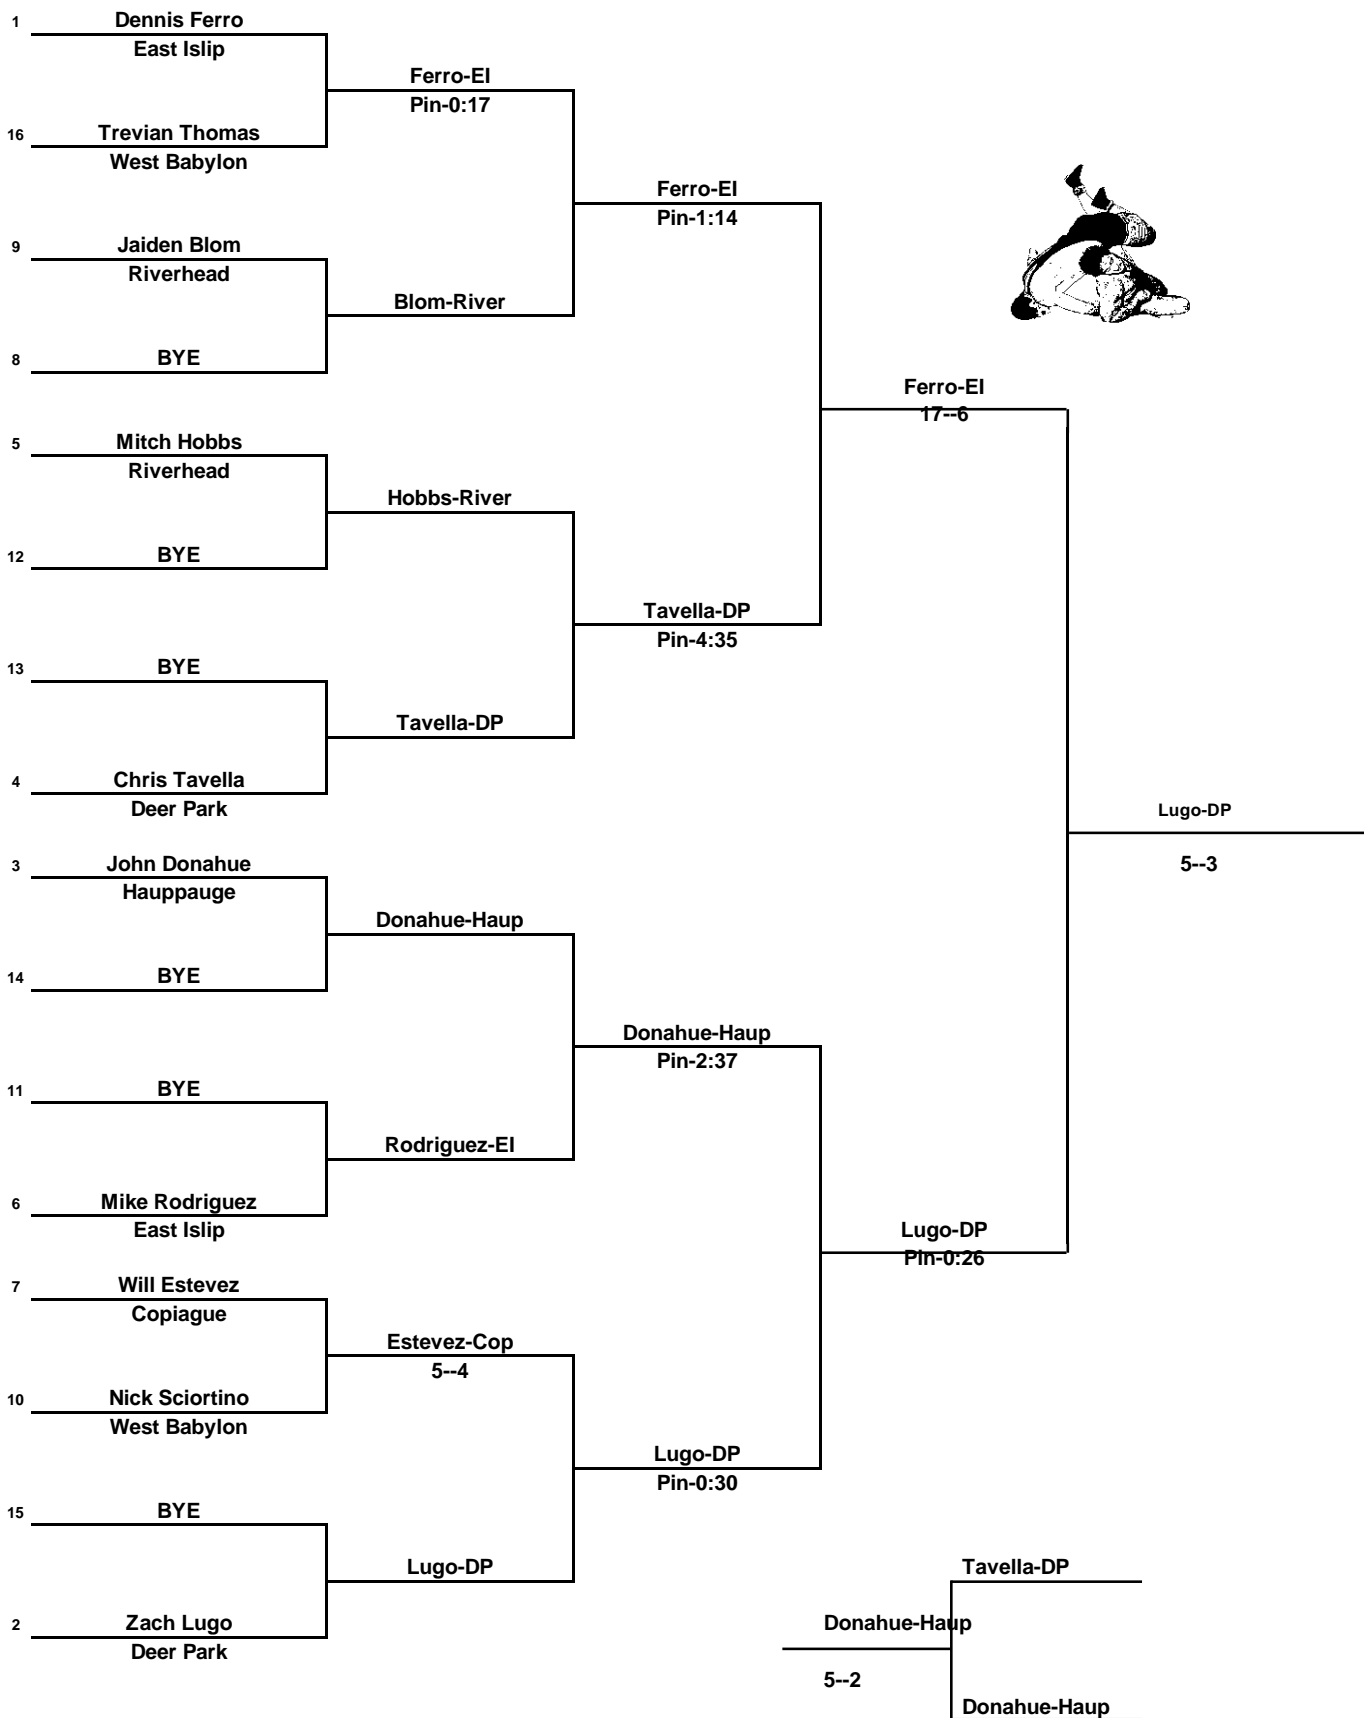 1 Dennis Ferro
East Islip
Ferro-EI
Pin-0:17
16 Trevian Thomas
West Babylon
Ferro-EI
Pin-1:14
9 Jaiden Blom
Riverhead
Blom-River
8 BYE
Ferro-EI
17--6
5 Mitch Hobbs
Riverhead
Hobbs-River
12 BYE
Tavella-DP
Pin-4:35
13 BYE
Tavella-DP
4 Chris Tavella
Deer Park
Lugo-DP
5--3
3 John Donahue
Hauppauge
Donahue-Haup
14 BYE
Donahue-Haup
Pin-2:37
11 BYE
Rodriguez-EI
6 Mike Rodriguez
East Islip
Lugo-DP
Pin-0:26
7 Will Estevez
Copiague
Estevez-Cop
5--4
10 Nick Sciortino
West Babylon
Lugo-DP
Pin-0:30
15 BYE
Lugo-DP
2 Zach Lugo
Deer Park
Tavella-DP
Donahue-Haup
5--2
Donahue-Haup